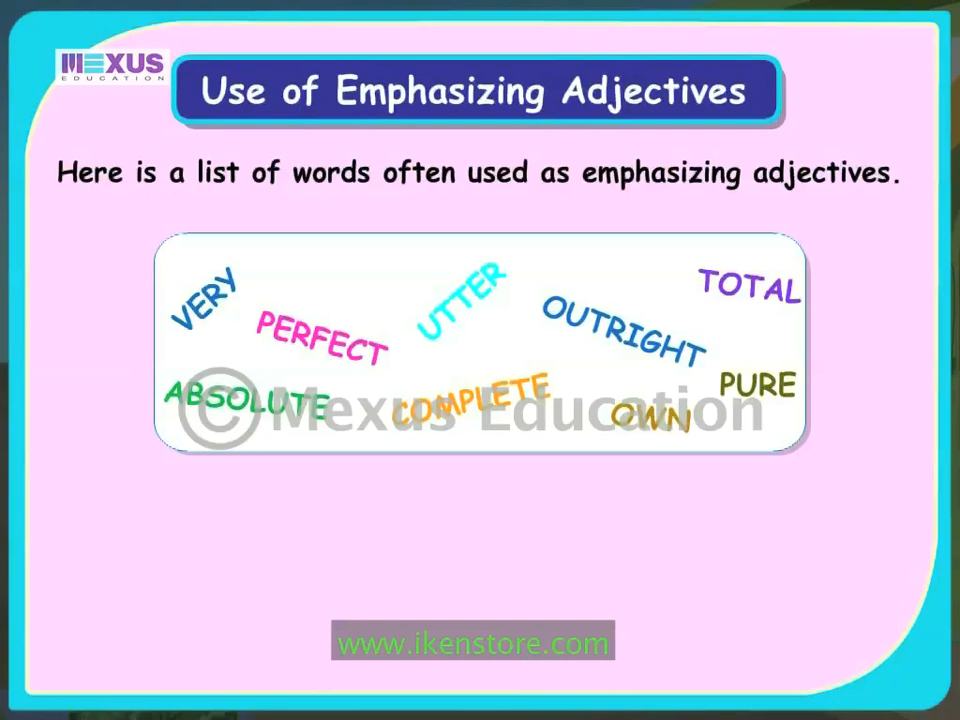 MEXUS
EDUCATION
Use of Emphasizing Adjectives
Here is a list of words often used as emphasizing adjectives.
VERY
PERFECT
UTTER
OUTRIGHT
TOTAL
ABSOLUTE
COMPLETE
OWN
PURE
© Mexus Education
www.ikenstore.com